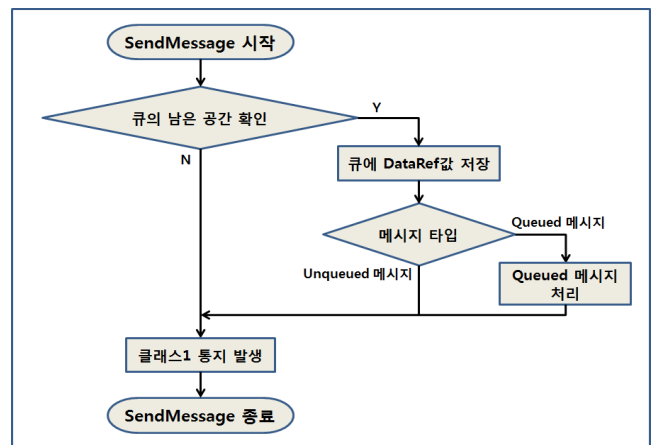 SendMessage 시작
큐의 남은 공간 확인
Y
N
큐에 DataRef값 저장
메시지 타입
Queued 메시지
Unqueued 메시지
Queued 메시지
처리
클래스1 통지 발생
SendMessage 종료